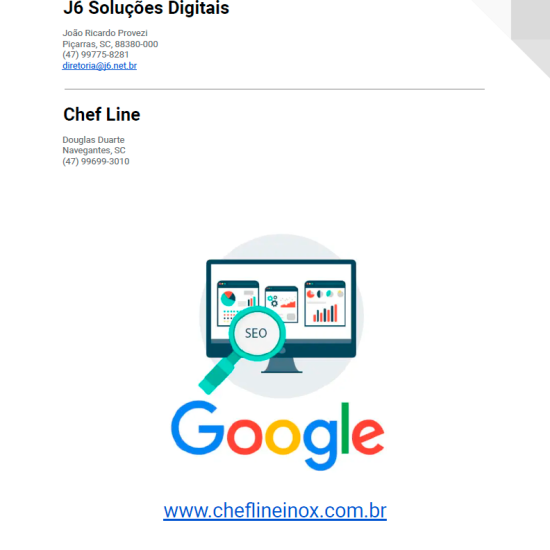 J6 Soluções Digitais
João Ricardo Provezi
Piçarras, SC, 88380-000
(47) 99775-8281
diretoria@j6.net.br
Chef Line
Douglas Duarte
Navegantes, SC
(47) 99699-3010
SEO
Google
www.cheflineinox.com.br